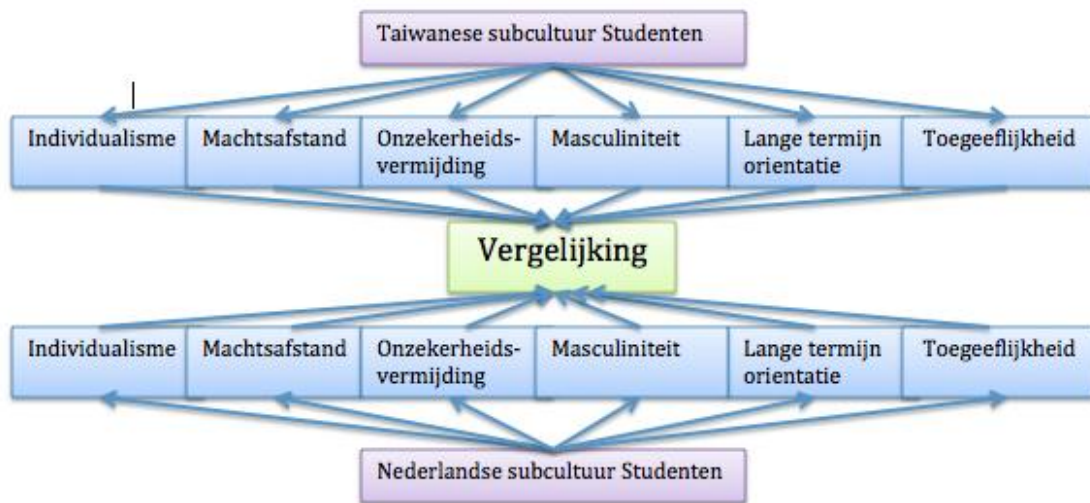 Taiwanese subcultuur Studenten
Individualisme
Machtsafstand
Onzekerheids-
vermijding
Masculiniteit
Lange termijn
orientatie
Toegeeflijkheid
Vergelijking
Individualisme
Machtsafstand
Onzekerheids-
vermijding
Masculiniteit
Lange termijn
orientatie
Toegeeflijkheid
Nederlandse subcultuur Studenten